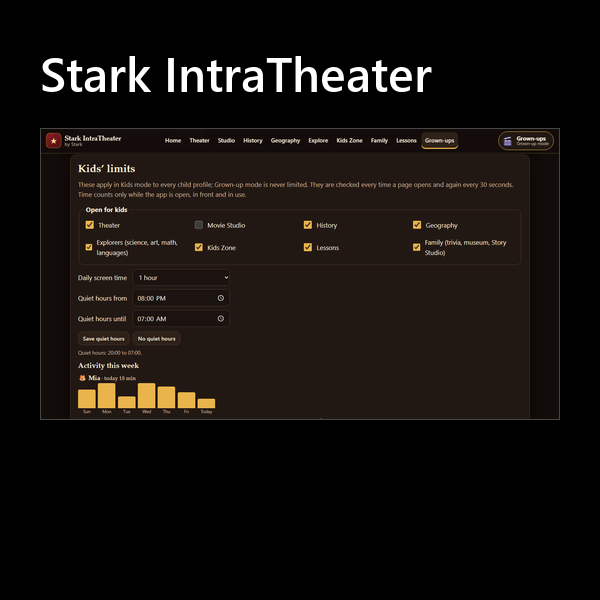 Stark IntraTheater
Stark IntraTheater
by Stark
Home Theater Studio History Geography Explore Kids Zone Family Lessons Grown-ups
Grown-ups
Grown-up mode
Kids' limits
These apply in Kids mode to every child profile; Grown-up mode is never limited. They are checked every time a page opens and again every 30 seconds.
Time counts only while the app is open, in front and in use.
Open for kids
Theater Movie Studio History Geography
Explorers (science, art, math,
languages)
Kids Zone Lessons
Family (trivia, museum, Story
Studio)
Daily screen time 1 hour
Quiet hours from 08:00 PM
Quiet hours until 07:00 AM
Save quiet hours No quiet hours
Quiet hours: 20:00 to 07:00.
Activity this week
Mia · today 18 min
Sun Mon Tue Wed Thu Fri Today